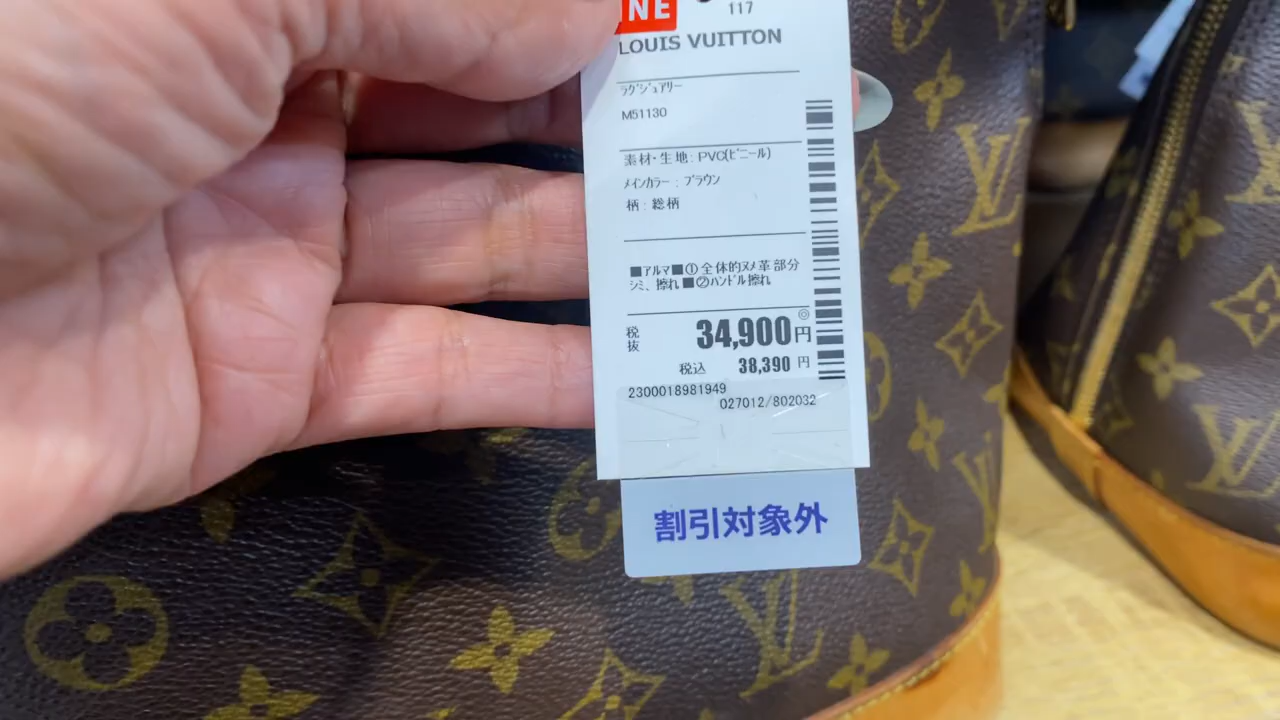 NE
117
LOUIS VUITTON
ラグジュアリー
M51130
素材・生地：PVC(ビニール)
メインカラー：ブラウン
柄：総柄
■アルマ■①全体的ヌメ革部分
シミ、擦れ■②ハンドル擦れ
◎
税抜 34,900円
税込 38,390 円
2300018981949
027012/802032
割引対象外